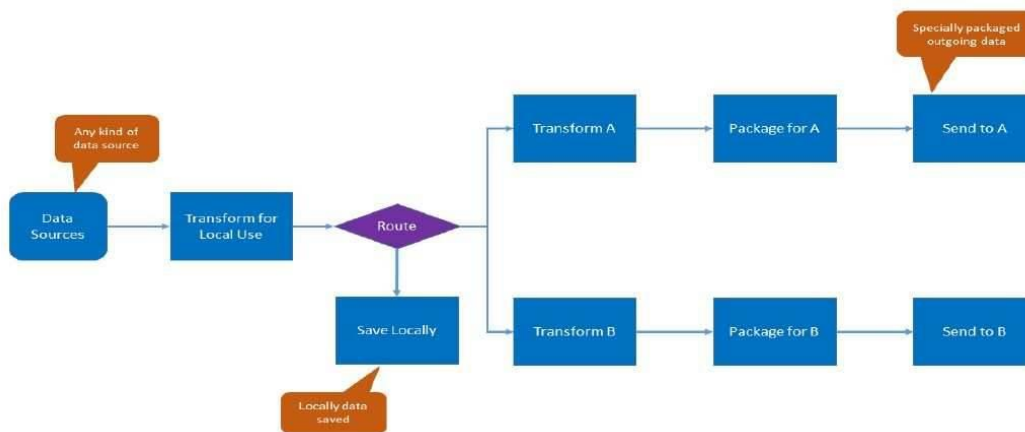 Specially packaged
outgoing data
Any kind of
data source
Transform A
Package for A
Send to A
Data
Sources
Transform for
Local Use
Route
Save Locally
Transform B
Package for B
Send to B
Locally data
saved